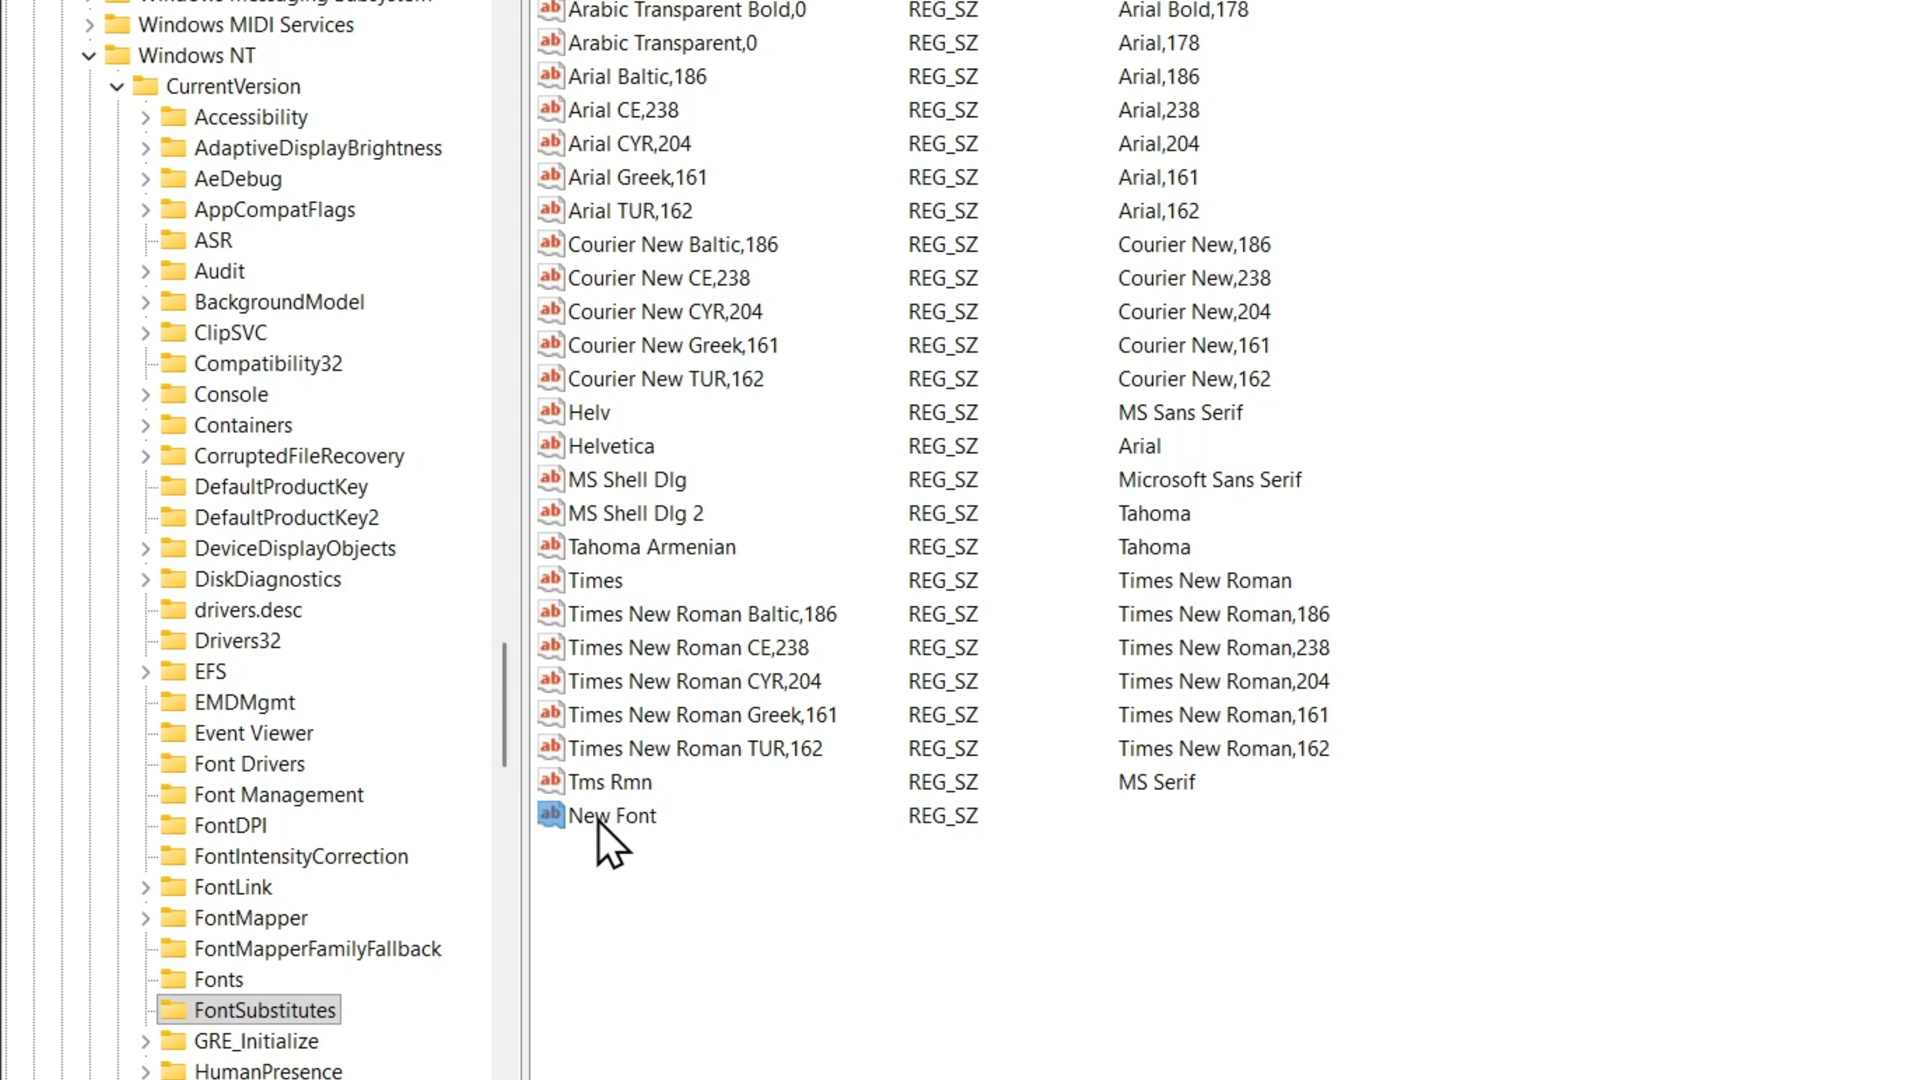 Windows Messaging Subsystem
Windows MIDI Services
Windows NT
CurrentVersion
Accessibility
AdaptiveDisplayBrightness
AeDebug
AppCompatFlags
ASR
Audit
BackgroundModel
ClipSVC
Compatibility32
Console
Containers
CorruptedFileRecovery
DefaultProductKey
DefaultProductKey2
DeviceDisplayObjects
DiskDiagnostics
drivers.desc
Drivers32
EFS
EMDMgmt
Event Viewer
Font Drivers
Font Management
FontDPI
FontIntensityCorrection
FontLink
FontMapper
FontMapperFamilyFallback
Fonts
FontSubstitutes
GRE_Initialize
HumanPresence
Arabic Transparent Bold,0 REG_SZ Arial Bold,178
Arabic Transparent,0 REG_SZ Arial,178
Arial Baltic,186 REG_SZ Arial,186
Arial CE,238 REG_SZ Arial,238
Arial CYR,204 REG_SZ Arial,204
Arial Greek,161 REG_SZ Arial,161
Arial TUR,162 REG_SZ Arial,162
Courier New Baltic,186 REG_SZ Courier New,186
Courier New CE,238 REG_SZ Courier New,238
Courier New CYR,204 REG_SZ Courier New,204
Courier New Greek,161 REG_SZ Courier New,161
Courier New TUR,162 REG_SZ Courier New,162
Helv REG_SZ MS Sans Serif
Helvetica REG_SZ Arial
MS Shell Dlg REG_SZ Microsoft Sans Serif
MS Shell Dlg 2 REG_SZ Tahoma
Tahoma Armenian REG_SZ Tahoma
Times REG_SZ Times New Roman
Times New Roman Baltic,186 REG_SZ Times New Roman,186
Times New Roman CE,238 REG_SZ Times New Roman,238
Times New Roman CYR,204 REG_SZ Times New Roman,204
Times New Roman Greek,161 REG_SZ Times New Roman,161
Times New Roman TUR,162 REG_SZ Times New Roman,162
Tms Rmn REG_SZ MS Serif
New Font REG_SZ